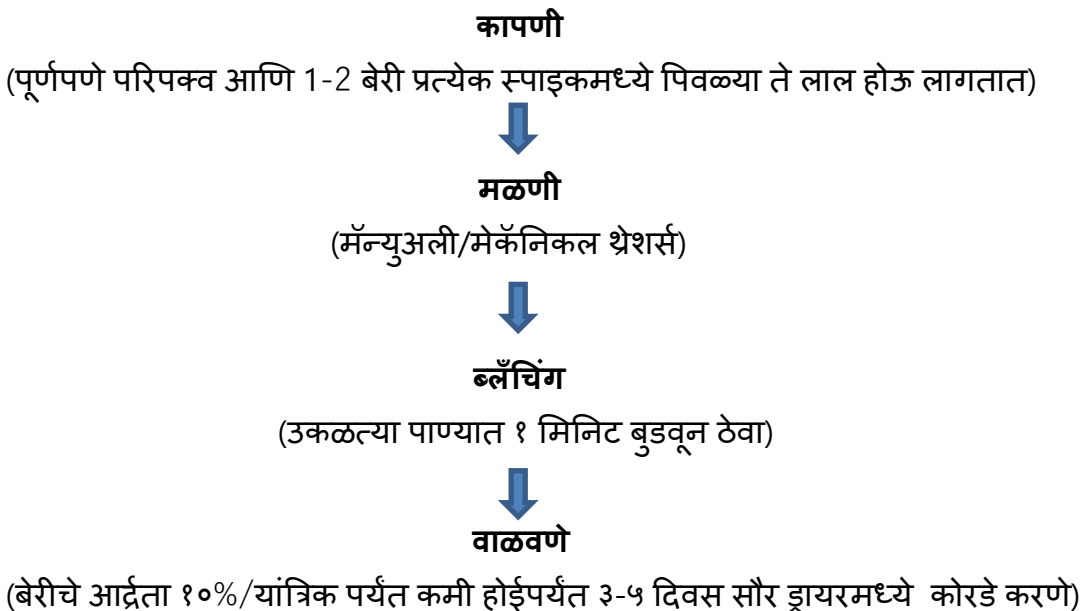 कापणी
(पूर्णपणे परिपक्व आणि 1-2 बेरी प्रत्येक स्पाइकमध्ये पिवळ्या ते लाल होऊ लागतात)
मळणी
(मॅन्युअली/मेकॅनिकल थ्रेशर्स)
ब्लँचिंग
(उकळत्या पाण्यात १ मिनिट बुडवून ठेवा)
वाळवणे
(बेरीचे आर्द्रता १०%/यांत्रिक पर्यंत कमी होईपर्यंत ३-५ दिवस सौर ड्रायरमध्ये कोरडे करणे)